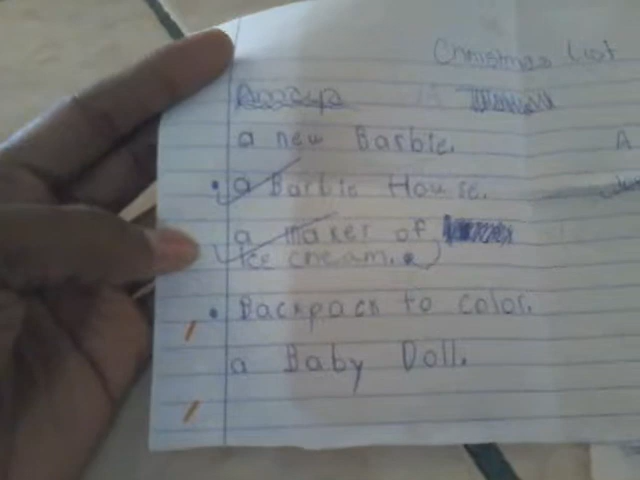 Christmas list
a new Barbie. A
a Barbie House.
a maker of
ice cream.
Backpack to color.
a Baby Doll.